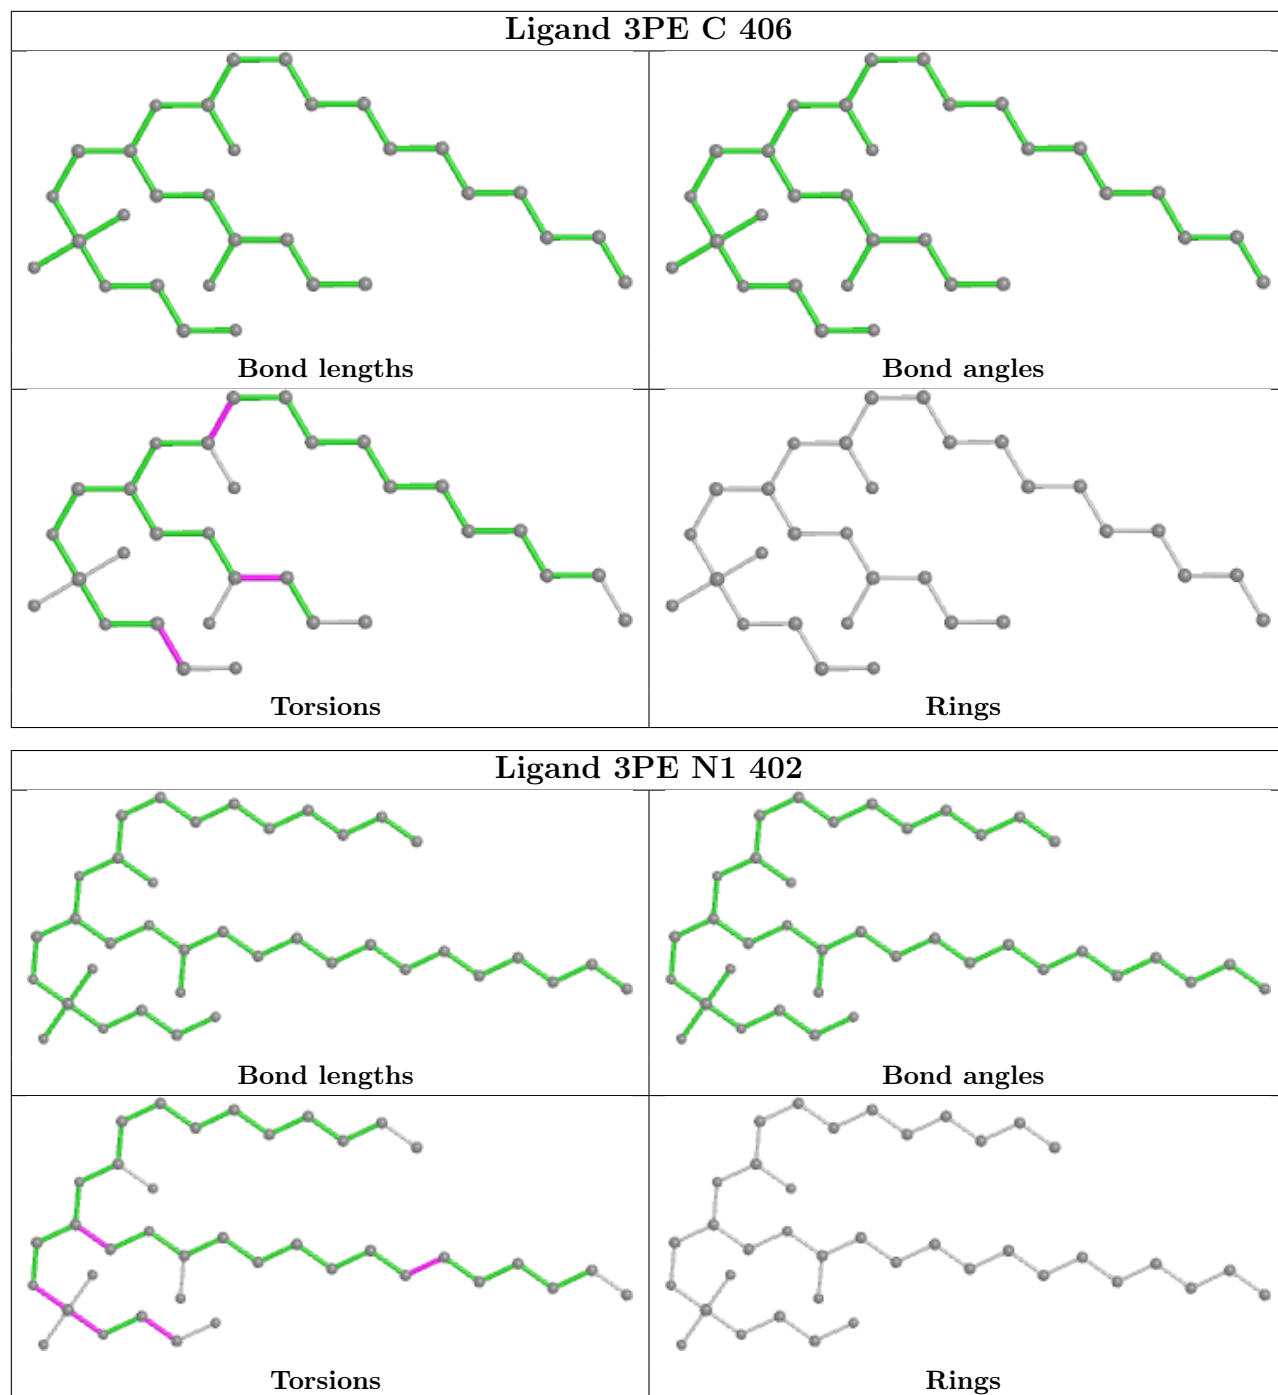 Ligand 3PE C 406
Bond lengths
Bond angles
Torsions
Rings
Ligand 3PE N1 402
Bond lengths
Bond angles
Torsions
Rings